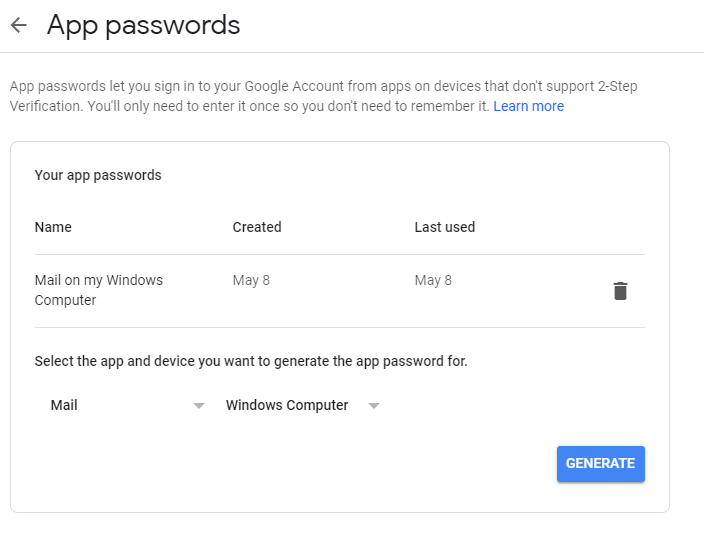 App passwords
App passwords let you sign in to your Google Account from apps on devices that don't support 2-Step
Verification. You'll only need to enter it once so you don't need to remember it. Learn more
Your app passwords
Name Created Last used
Mail on my Windows May 8 May 8
Computer
Select the app and device you want to generate the app password for.
Mail Windows Computer
GENERATE